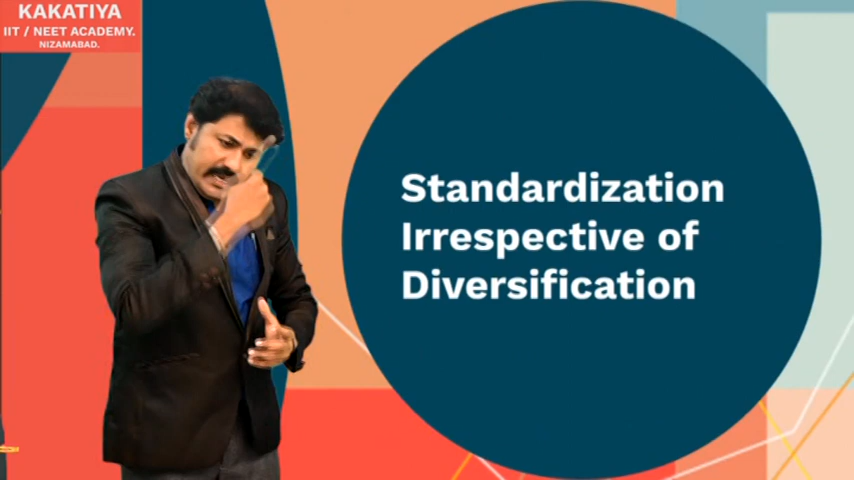 KAKATIYA
IIT / NEET ACADEMY.
NIZAMABAD.
Standardization
Irrespective of
Diversification